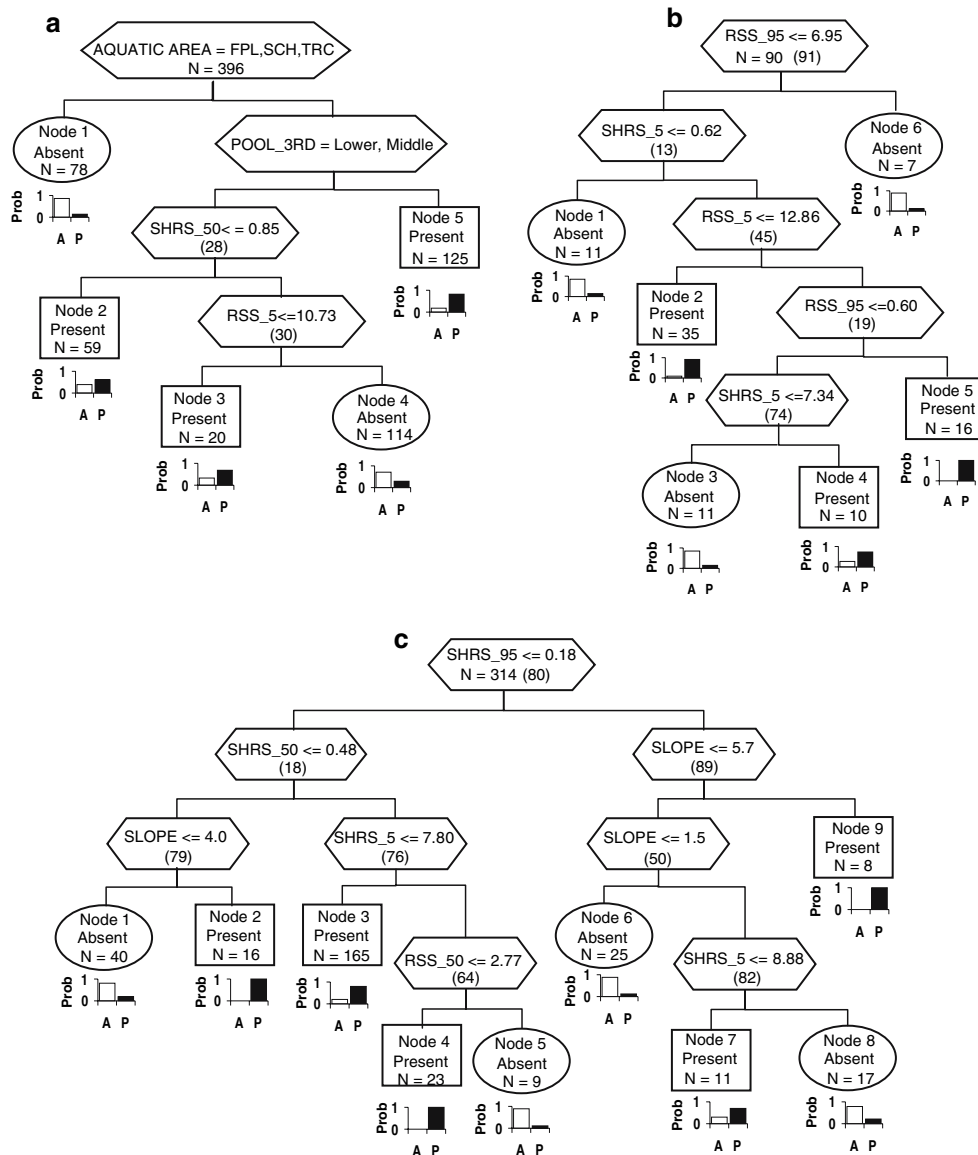 a
AQUATIC AREA = FPL,SCH,TRC
N = 396
Node 1
Absent
N = 78
Prob
1
0
A P
POOL_3RD = Lower, Middle
SHRS_50<= 0.85
(28)
Node 5
Present
N = 125
Prob
1
0
A P
Node 2
Present
N = 59
Prob
1
0
A P
RSS_5<=10.73
(30)
Node 3
Present
N = 20
Prob
1
0
A P
Node 4
Absent
N = 114
Prob
1
0
A P
b
RSS_95 <= 6.95
N = 90 (91)
SHRS_5 <= 0.62
(13)
Node 6
Absent
N = 7
Prob
1
0
A P
Node 1
Absent
N = 11
Prob
1
0
A P
RSS_5 <= 12.86
(45)
Node 2
Present
N = 35
Prob
1
0
A P
RSS_95 <=0.60
(19)
SHRS_5 <=7.34
(74)
Node 5
Present
N = 16
Prob
1
0
A P
Node 3
Absent
N = 11
Prob
1
0
A P
Node 4
Present
N = 10
Prob
1
0
A P
c
SHRS_95 <= 0.18
N = 314 (80)
SHRS_50 <= 0.48
(18)
SLOPE <= 5.7
(89)
SLOPE <= 4.0
(79)
SHRS_5 <= 7.80
(76)
SLOPE <= 1.5
(50)
Node 9
Present
N = 8
Prob
1
0
A P
Node 1
Absent
N = 40
Prob
1
0
A P
Node 2
Present
N = 16
Prob
1
0
A P
Node 3
Present
N = 165
Prob
1
0
A P
RSS_50 <= 2.77
(64)
Node 6
Absent
N = 25
Prob
1
0
A P
SHRS_5 <= 8.88
(82)
Node 4
Present
N = 23
Prob
1
0
A P
Node 5
Absent
N = 9
Prob
1
0
A P
Node 7
Present
N = 11
Prob
1
0
A P
Node 8
Absent
N = 17
Prob
1
0
A P